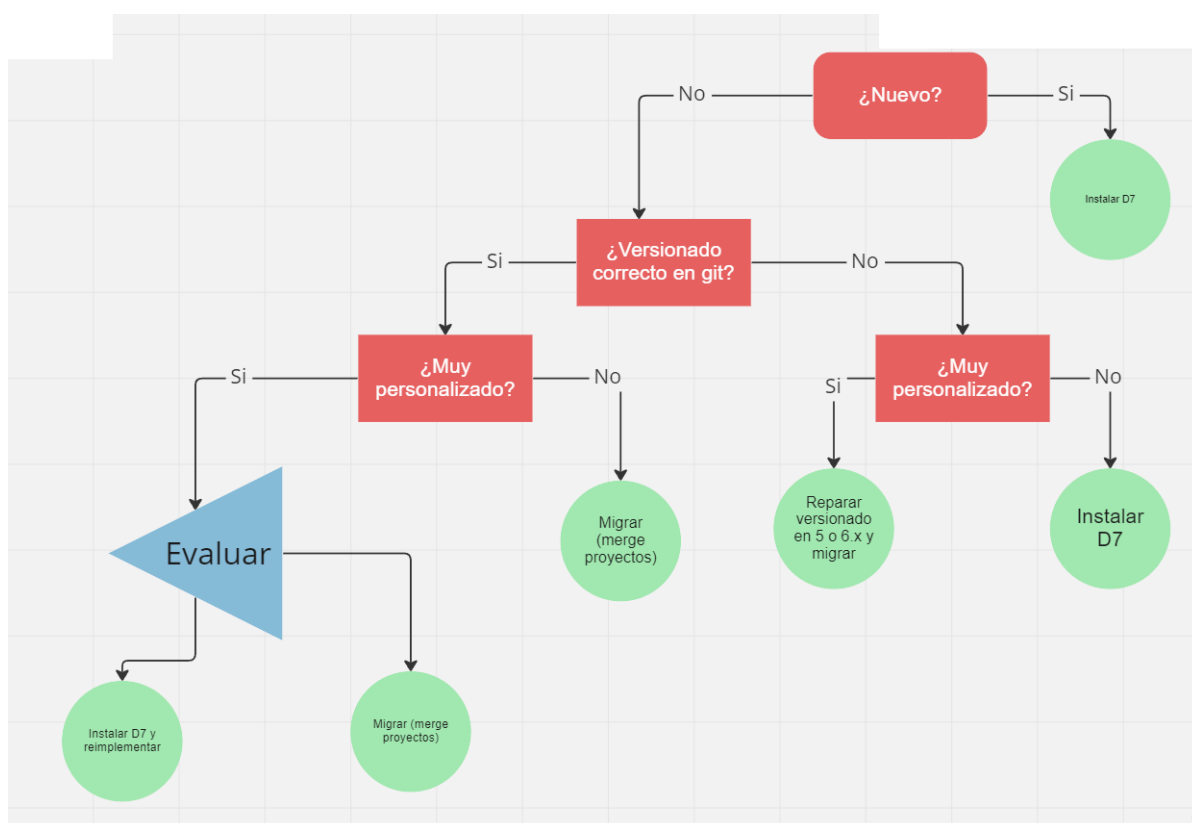 ¿Nuevo?
No
Si
Instalar D7
¿Versionado
correcto en git?
Si
No
¿Muy
personalizado?
Si
No
¿Muy
personalizado?
Si
No
Evaluar
Migrar
(merge
proyectos)
Reparar
versionado
en 5 o 6.x y
migrar
Instalar
D7
Instalar D7 y
reimplementar
Migrar (merge
proyectos)